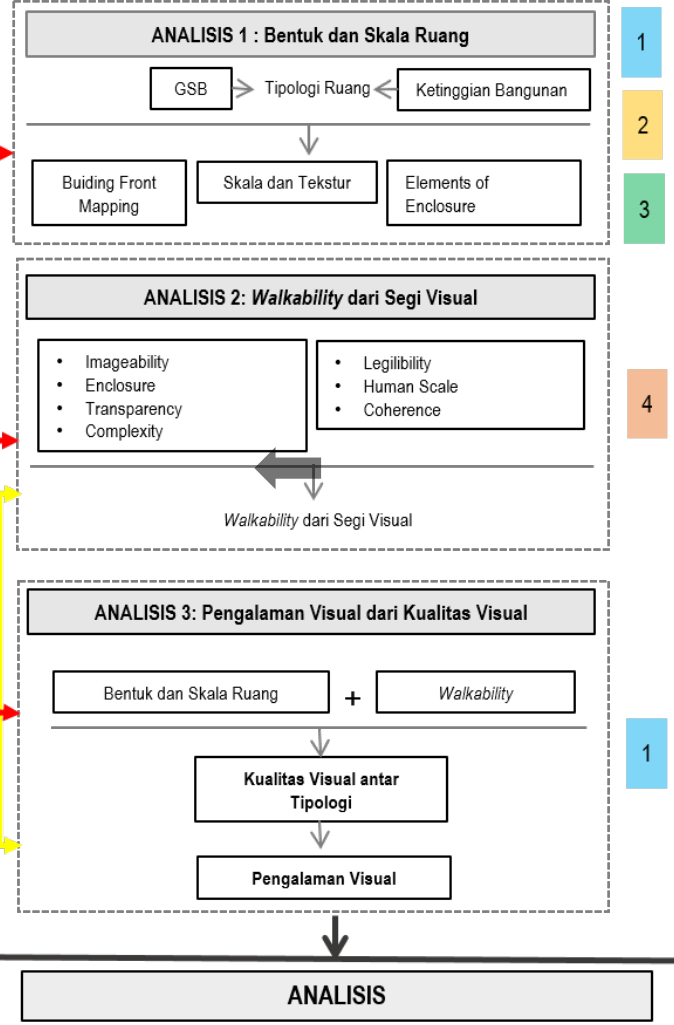 ANALISIS 1 : Bentuk dan Skala Ruang
1
GSB
Tipologi Ruang
Ketinggian Bangunan
2
Buiding Front
Mapping
Skala dan Tekstur
Elements of
Enclosure
3
ANALISIS 2: Walkability dari Segi Visual
• Imageability
• Enclosure
• Transparency
• Complexity
• Legilibility
• Human Scale
• Coherence
4
Walkability dari Segi Visual
ANALISIS 3: Pengalaman Visual dari Kualitas Visual
Bentuk dan Skala Ruang
+
Walkability
1
Kualitas Visual antar
Tipologi
Pengalaman Visual
ANALISIS